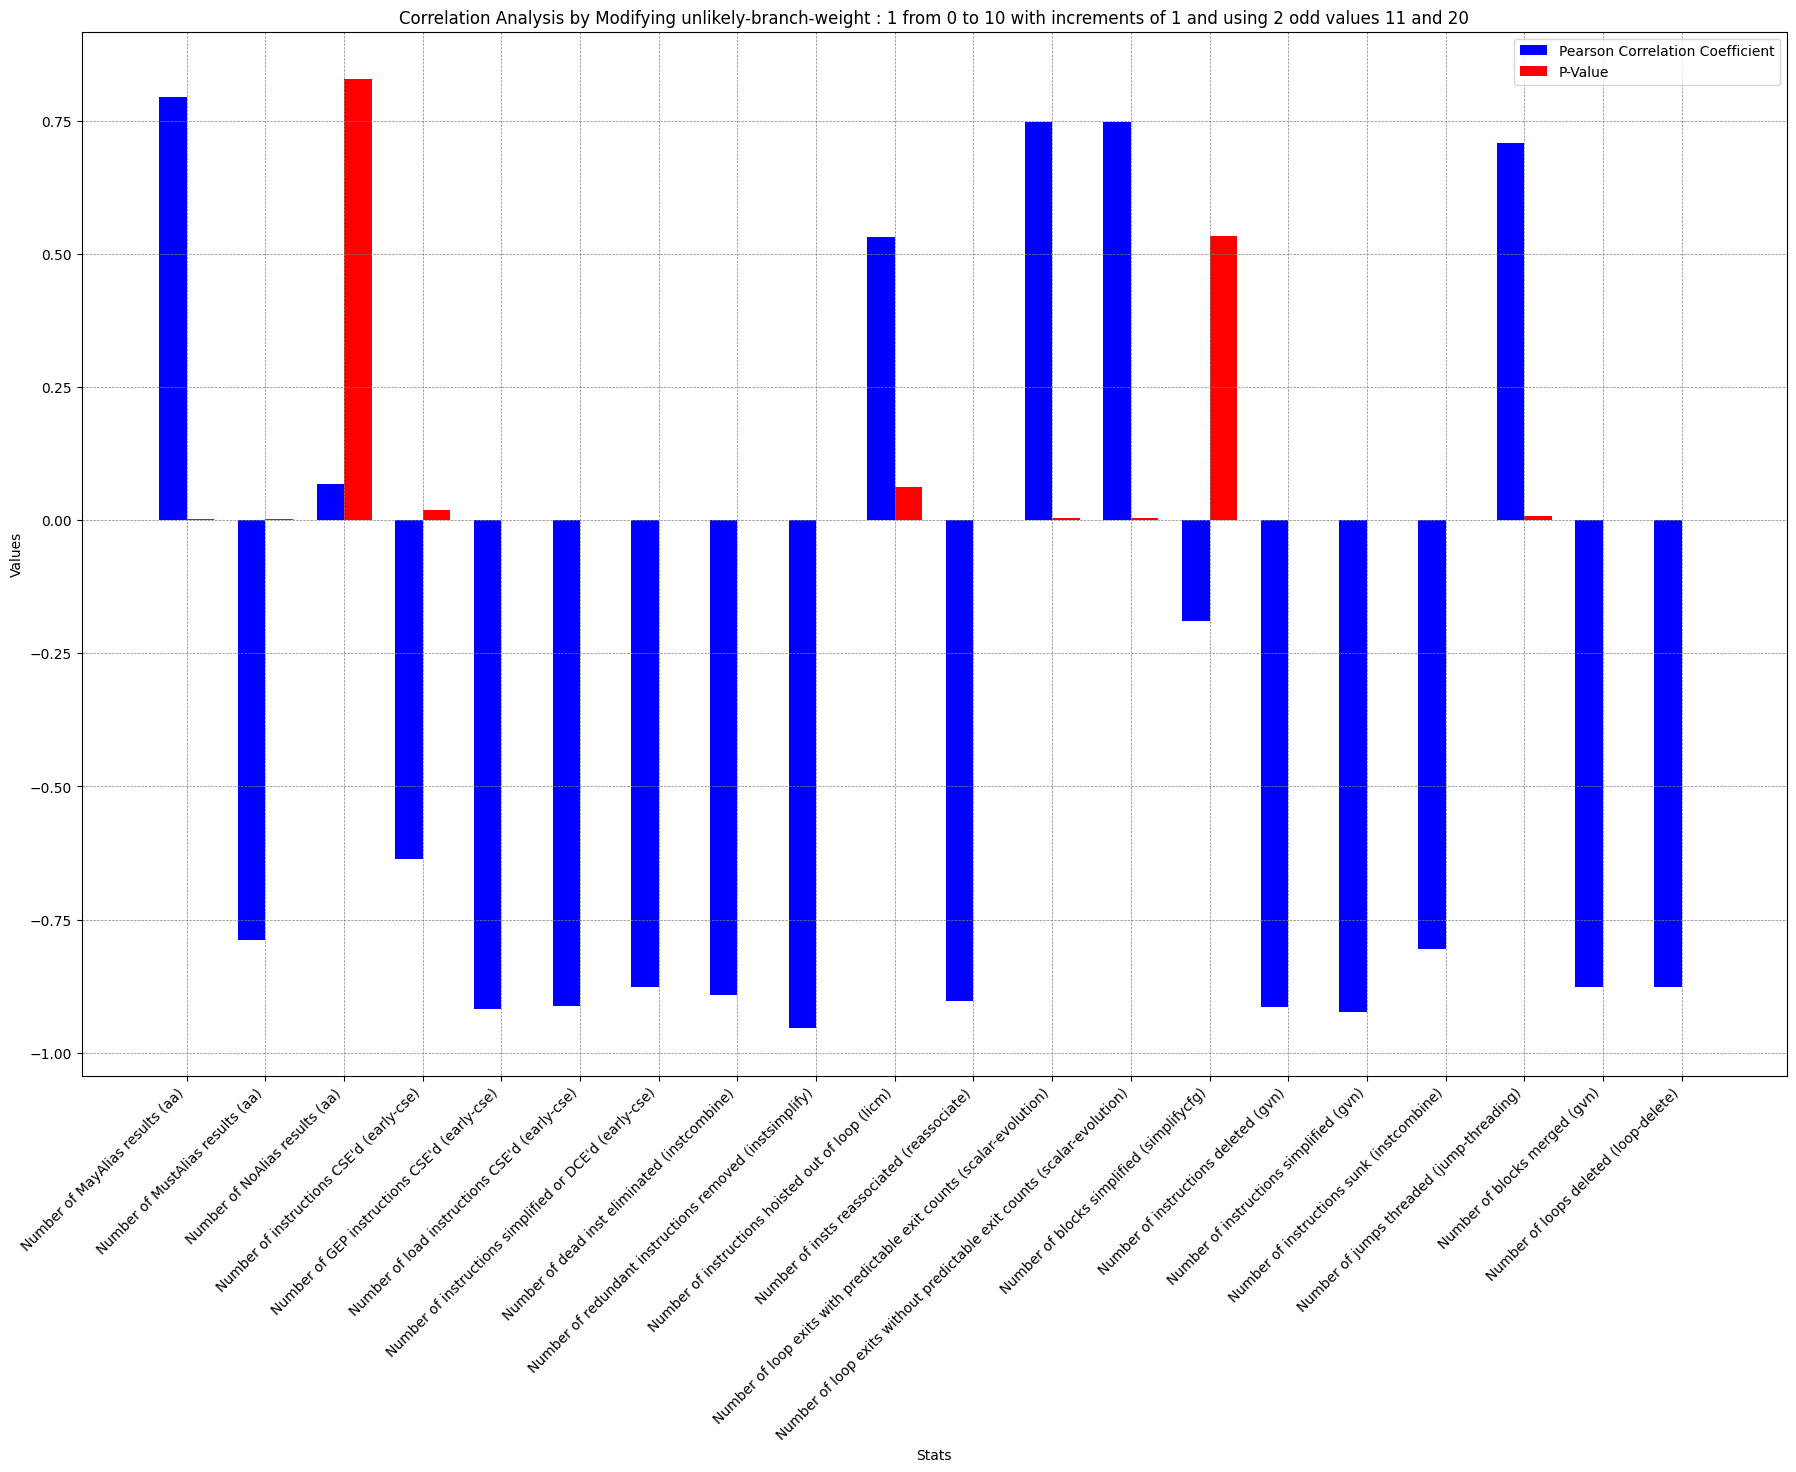 Correlation Analysis by Modifying unlikely-branch-weight : 1 from 0 to 10 with increments of 1 and using 2 odd values 11 and 20
Pearson Correlation Coefficient
P-Value
Values
0.75
0.50
0.25
0.00
−0.25
−0.50
−0.75
−1.00
Number of MayAlias results (aa)
Number of MustAlias results (aa)
Number of NoAlias results (aa)
Number of instructions CSE'd (early-cse)
Number of GEP instructions CSE'd (early-cse)
Number of load instructions CSE'd (early-cse)
Number of instructions simplified or DCE'd (early-cse)
Number of dead inst eliminated (instcombine)
Number of redundant instructions removed (instsimplify)
Number of instructions hoisted out of loop (licm)
Number of insts reassociated (reassociate)
Number of loop exits with predictable exit counts (scalar-evolution)
Number of loop exits without predictable exit counts (scalar-evolution)
Number of blocks simplified (simplifycfg)
Number of instructions deleted (gvn)
Number of instructions simplified (gvn)
Number of instructions sunk (instcombine)
Number of jumps threaded (jump-threading)
Number of blocks merged (gvn)
Number of loops deleted (loop-delete)
Stats